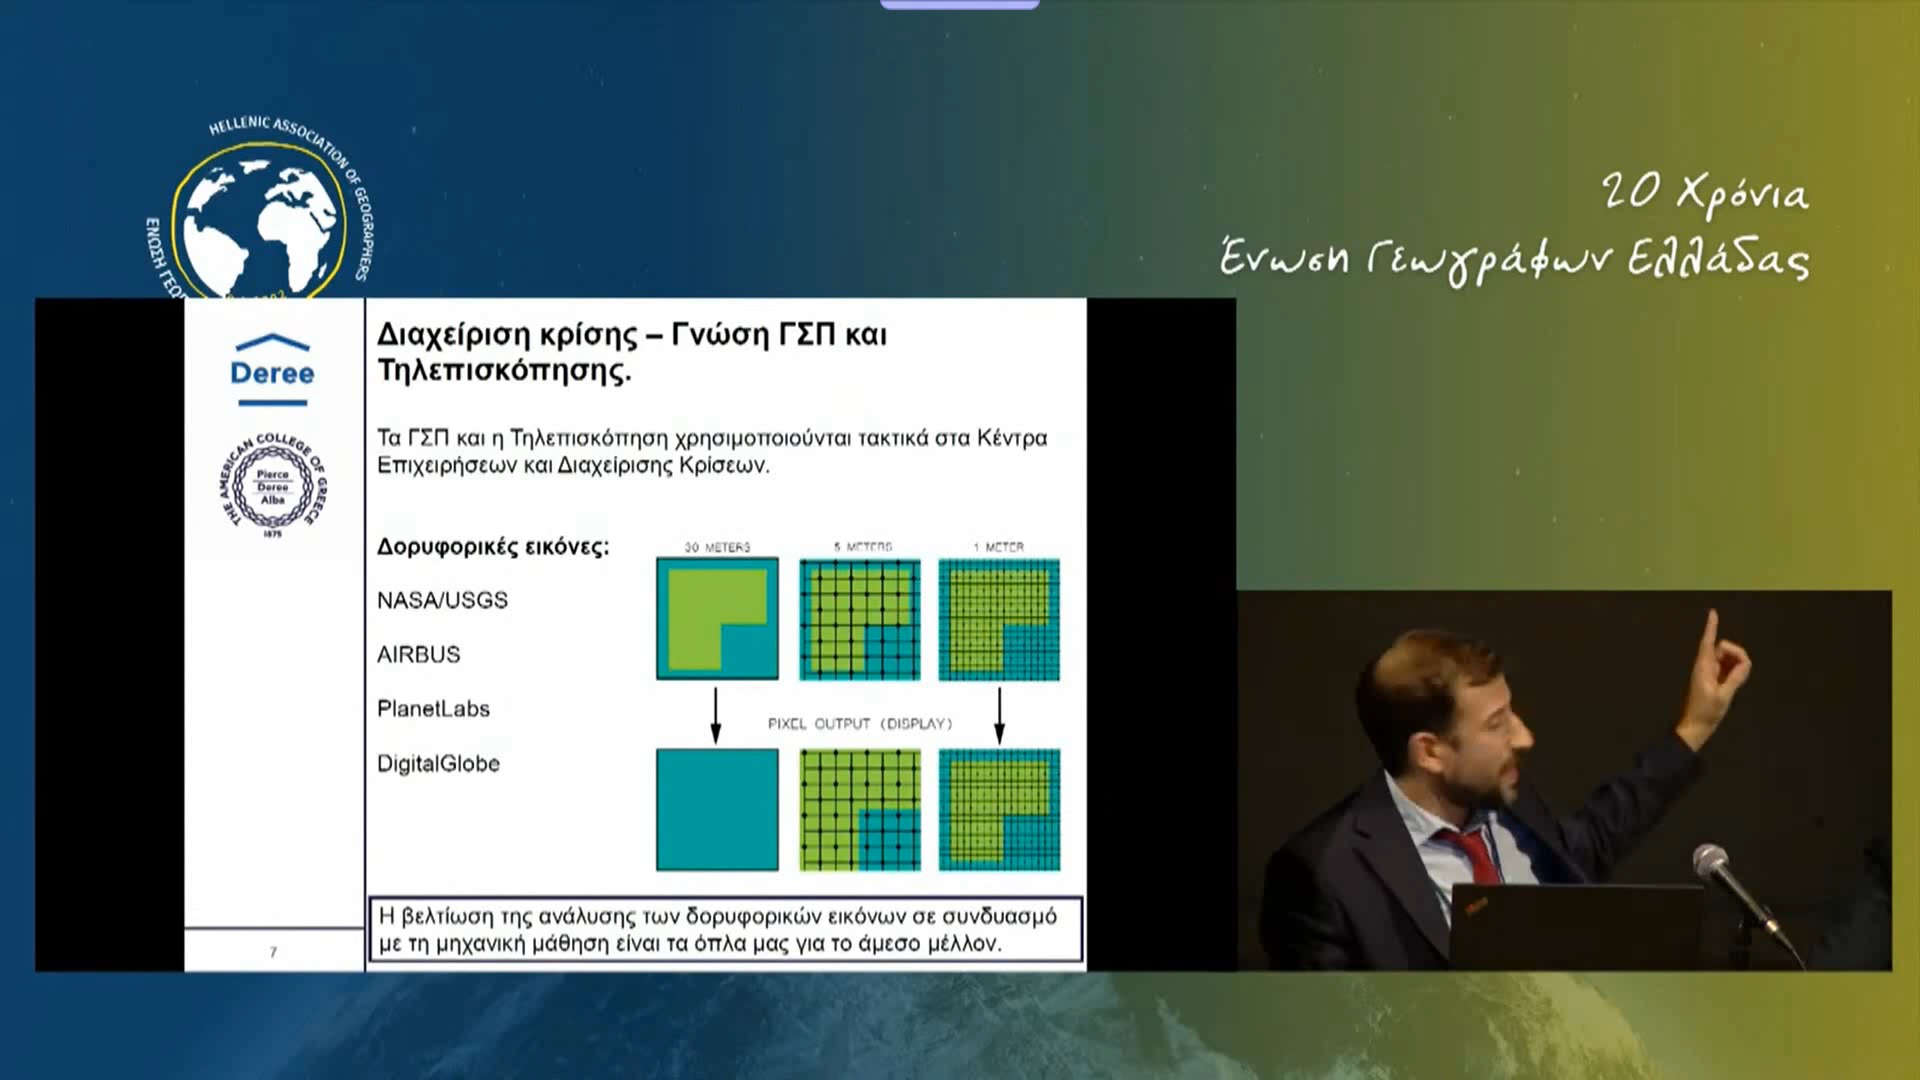 HELLENIC ASSOCIATION OF GEOGRAPHERS
ΕΝΩΣΗ
20 Χρόνια
Ένωση Γεωγράφων Ελλάδας
Deree
THE AMERICAN COLLEGE OF GREECE
Pierce
Deree
Alba
1875
Διαχείριση κρίσης – Γνώση ΓΣΠ και
Τηλεπισκόπησης.
Τα ΓΣΠ και η Τηλεπισκόπηση χρησιμοποιούνται τακτικά στα Κέντρα
Επιχειρήσεων και Διαχείρισης Κρίσεων.
Δορυφορικές εικόνες:
NASA/USGS
AIRBUS
PlanetLabs
DigitalGlobe
30 METERS
5 METERS
1 METER
PIXEL OUTPUT (DISPLAY)
Η βελτίωση της ανάλυσης των δορυφορικών εικόνων σε συνδυασμό
με τη μηχανική μάθηση είναι τα όπλα μας για το άμεσο μέλλον.
7